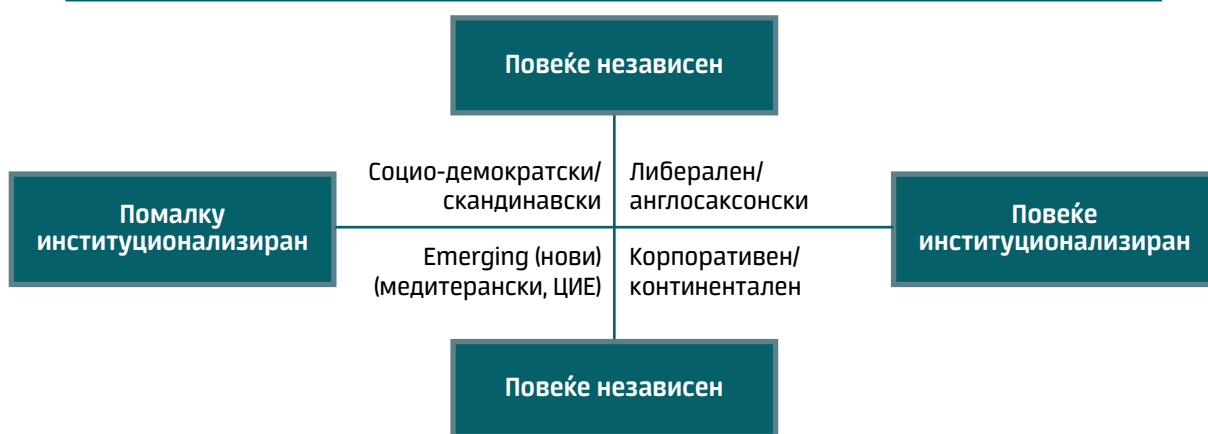 Повеќе независен
Социо-демократски/
скандинавски
Либерален/
англосаксонски
Помалку
институционализиран
Повеќе
институционализиран
Emerging (нови)
(медитерански, ЦИЕ)
Корпоративен/
континентален
Повеќе независен